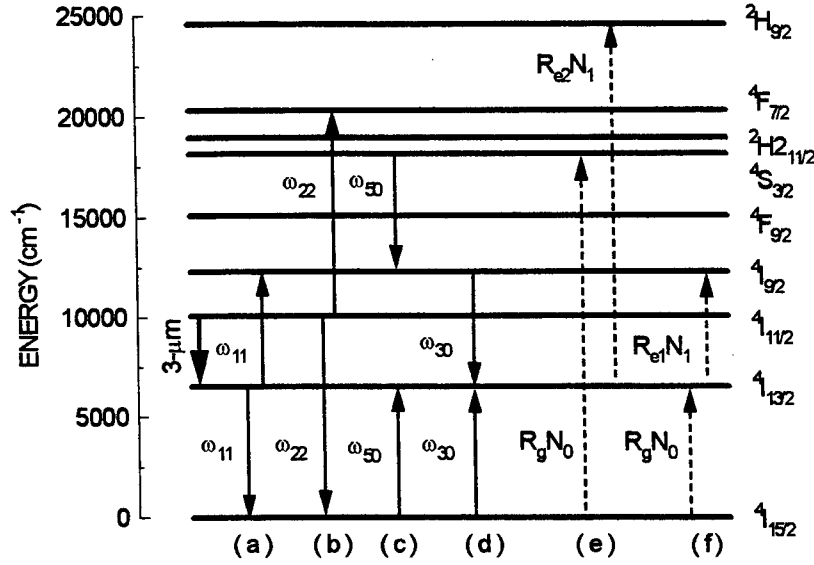 25000
20000
15000
10000
5000
0
ENERGY (cm⁻¹)
²H9/2
⁴F7/2
²H2 11/2
⁴S3/2
⁴F9/2
⁴I9/2
⁴I11/2
⁴I13/2
⁴I15/2
Re2N1
ω22 ω50
3-μm ω11 ω30 Re1N1
ω11 ω22 ω50 ω30 RgN0 RgN0
(a) (b) (c) (d) (e) (f)